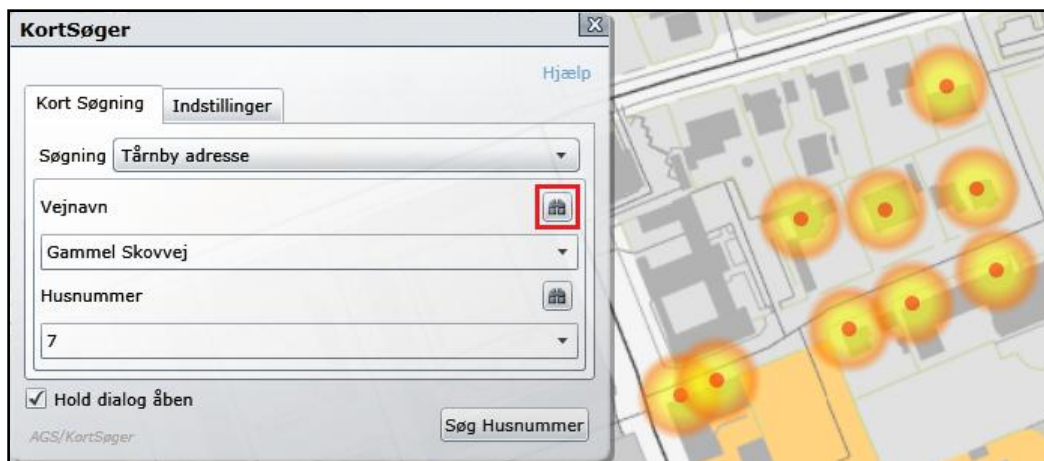 KortSøger
Hjælp
Kort Søgning
Indstillinger
Søgning Tårnby adresse
Vejnavn
Gammel Skovvej
Husnummer
7
Hold dialog åben
AGS/KortSøger
Søg Husnummer